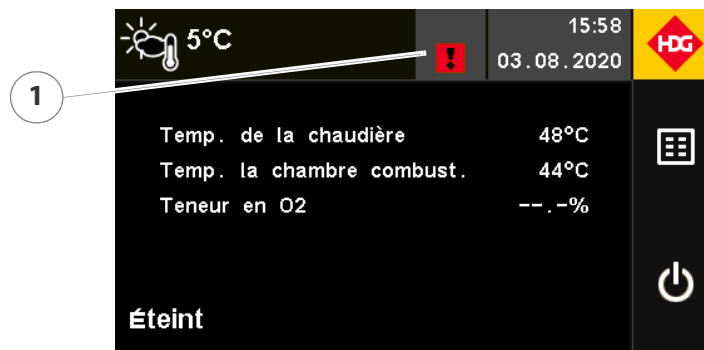 5°C
15:58
03.08.2020
HDG
1
Temp. de la chaudière 48°C
Temp. la chambre combust. 44°C
Teneur en O2 --.-%
Éteint